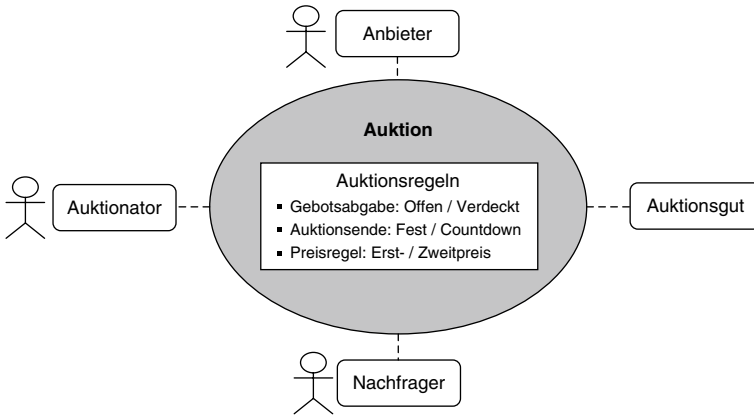 Anbieter
Auktion
Auktionsregeln
▪ Gebotsabgabe: Offen / Verdeckt
▪ Auktionsende: Fest / Countdown
▪ Preisregel: Erst- / Zweitpreis
Auktionator
Auktionsgut
Nachfrager